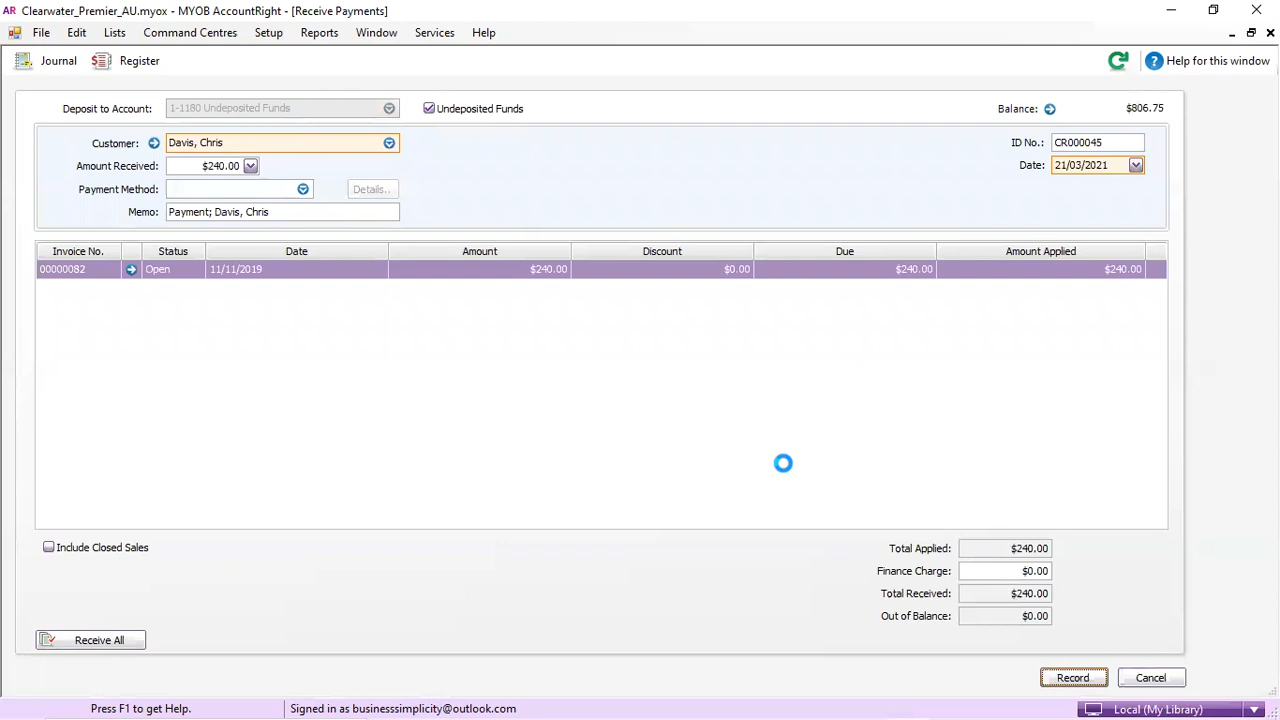 AR Clearwater_Premier_AU.myox - MYOB AccountRight - [Receive Payments]
File Edit Lists Command Centres Setup Reports Window Services Help
Journal Register Help for this window
Deposit to Account: 1-1180 Undeposited Funds Undeposited Funds Balance: $806.75
Customer: Davis, Chris ID No.: CR000045
Amount Received: $240.00 Date: 21/03/2021
Payment Method: Details..
Memo: Payment; Davis, Chris
Invoice No. Status Date Amount Discount Due Amount Applied
00000082 Open 11/11/2019 $240.00 $0.00 $240.00 $240.00
Include Closed Sales Total Applied: $240.00
Finance Charge: $0.00
Total Received: $240.00
Out of Balance: $0.00
Receive All
Record Cancel
Press F1 to get Help. Signed in as businesssimplicity@outlook.com Local (My Library)